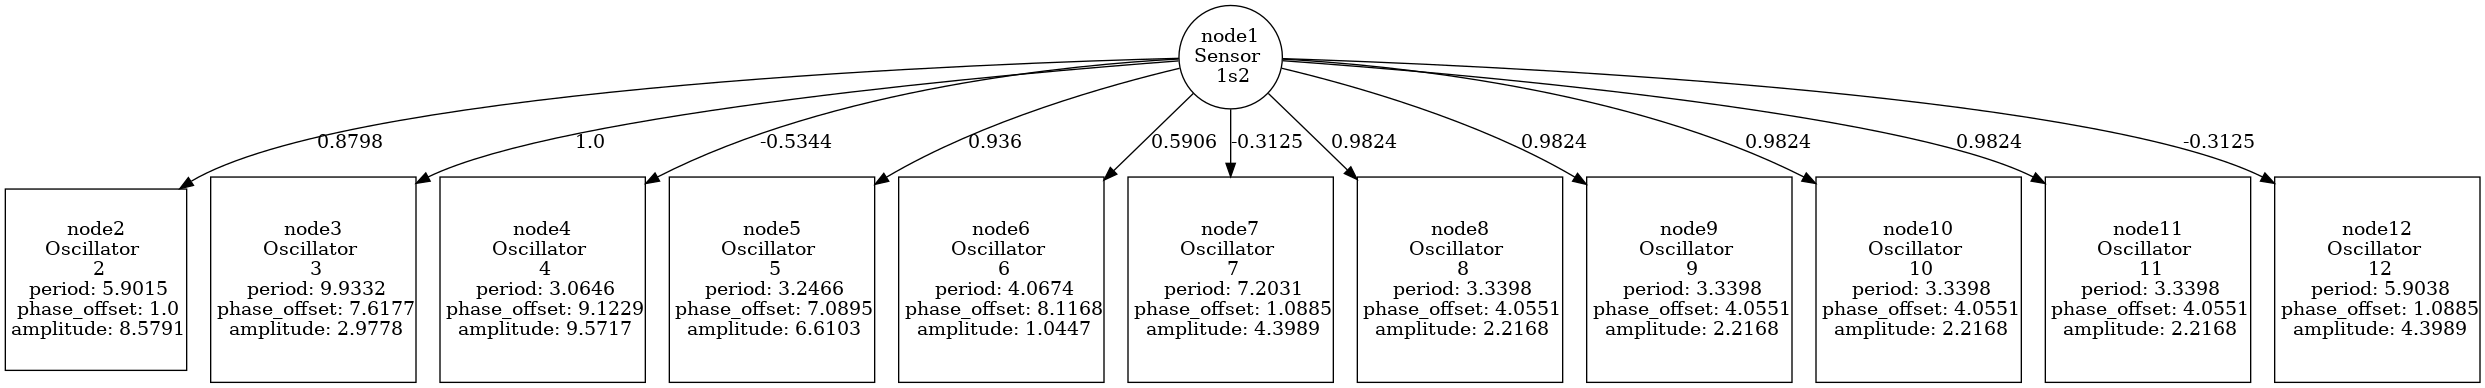 node1
Sensor
1s2
0.8798
1.0
-0.5344
0.936
0.5906
-0.3125
0.9824
0.9824
0.9824
0.9824
-0.3125
node2
Oscillator
2
period: 5.9015
phase_offset: 1.0
amplitude: 8.5791
node3
Oscillator
3
period: 9.9332
phase_offset: 7.6177
amplitude: 2.9778
node4
Oscillator
4
period: 3.0646
phase_offset: 9.1229
amplitude: 9.5717
node5
Oscillator
5
period: 3.2466
phase_offset: 7.0895
amplitude: 6.6103
node6
Oscillator
6
period: 4.0674
phase_offset: 8.1168
amplitude: 1.0447
node7
Oscillator
7
period: 7.2031
phase_offset: 1.0885
amplitude: 4.3989
node8
Oscillator
8
period: 3.3398
phase_offset: 4.0551
amplitude: 2.2168
node9
Oscillator
9
period: 3.3398
phase_offset: 4.0551
amplitude: 2.2168
node10
Oscillator
10
period: 3.3398
phase_offset: 4.0551
amplitude: 2.2168
node11
Oscillator
11
period: 3.3398
phase_offset: 4.0551
amplitude: 2.2168
node12
Oscillator
12
period: 5.9038
phase_offset: 1.0885
amplitude: 4.3989